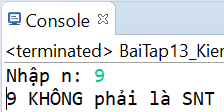 Console
<terminated> BaiTap13_Kien
Nhập n: 9
9 KHÔNG phải là SNT